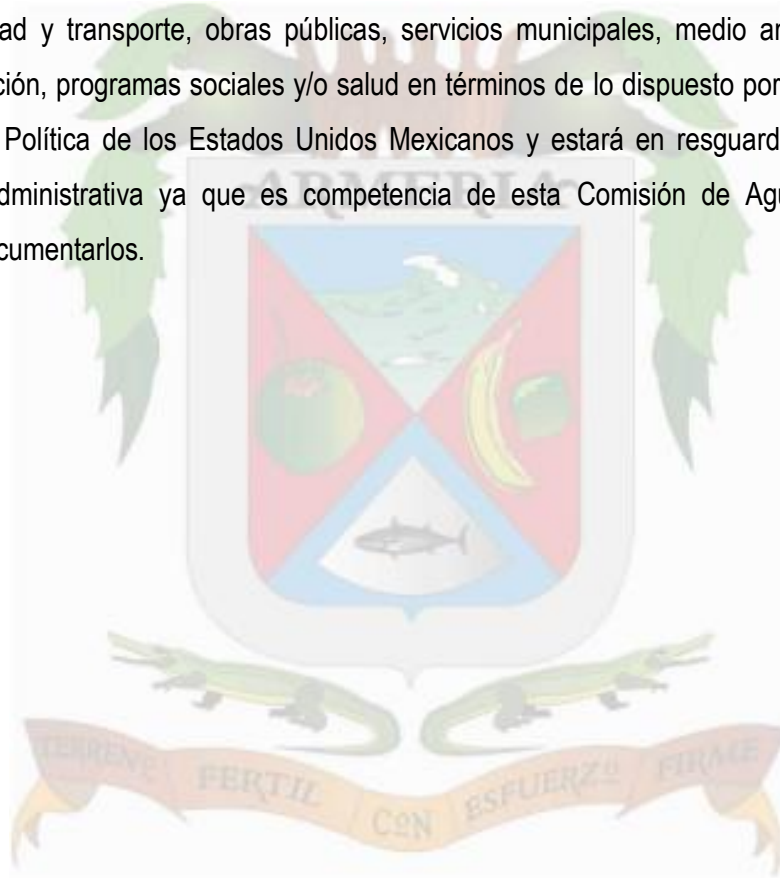 ad y transporte, obras públicas, servicios municipales, medio ar
ción, programas sociales y/o salud en términos de lo dispuesto por
Política de los Estados Unidos Mexicanos y estará en resguard
dministrativa ya que es competencia de esta Comisión de Agu
cumentarlos.
ARMERIA
TERRENO FERTIL CON ESFUERZO FIRME